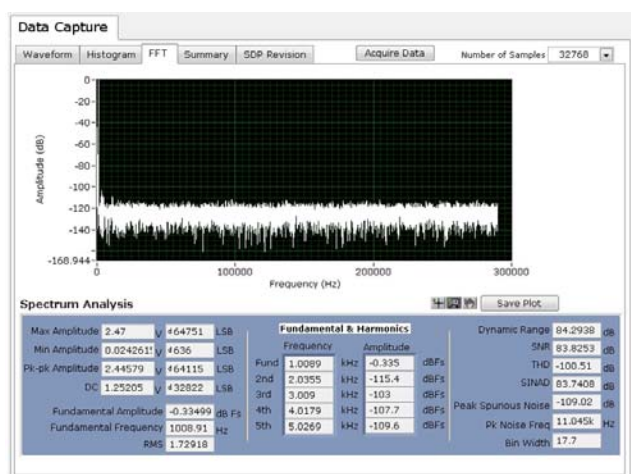 Data Capture
Waveform Histogram FFT Summary SDP Revision Acquire Data Number of Samples 32768
0
-20
-40
-60
-80
-100
-120
-140
-168.944
Amplitude (dB)
0 100000 200000 300000
Frequency (Hz)
Spectrum Analysis Save Plot
Max Amplitude 2.47 V 64751 LSB
Min Amplitude 0.024261 V 636 LSB
Pk-pk Amplitude 2.44579 V 64115 LSB
DC 1.25205 V 32822 LSB
Fundamental Amplitude -0.33499 dB Fs
Fundamental Frequency 1008.91 Hz
RMS 1.72918
Fundamental & Harmonics
Frequency Amplitude
Fund 1.0089 kHz -0.335 dBFs
2nd 2.0355 kHz -115.4 dBFs
3rd 3.009 kHz -103 dBFs
4th 4.0179 kHz -107.7 dBFs
5th 5.0269 kHz -109.6 dBFs
Dynamic Range 84.2938 dB
SNR 83.8253 dB
THD -100.51 dB
SINAD 83.7408 dB
Peak Spurious Noise -109.02 dB
Pk Noise Freq 11.045k Hz
Bin Width 17.7